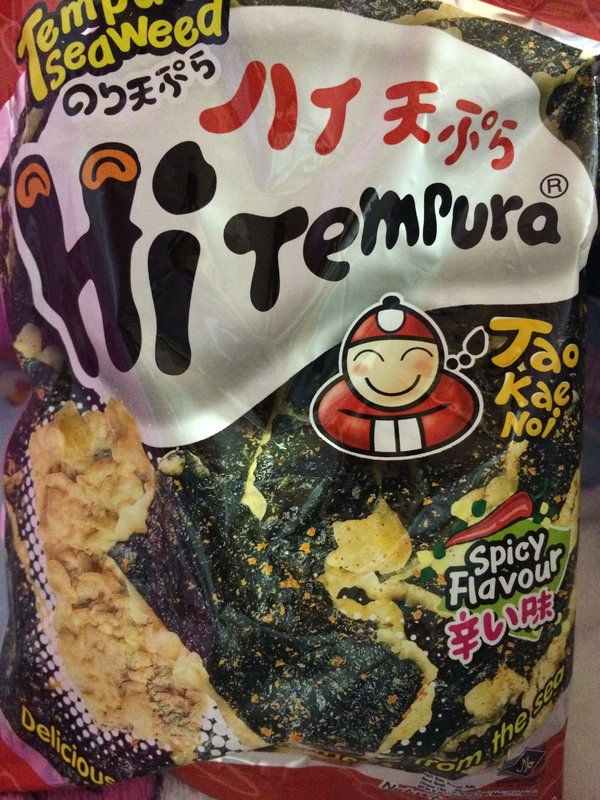 Tempura
Seaweed
のり天ぷら
ハイ天ぷら
Hi Tempura®
Tao
Kae
Noi
Spicy
Flavour
辛い味
Delicious
from the sea
حلال